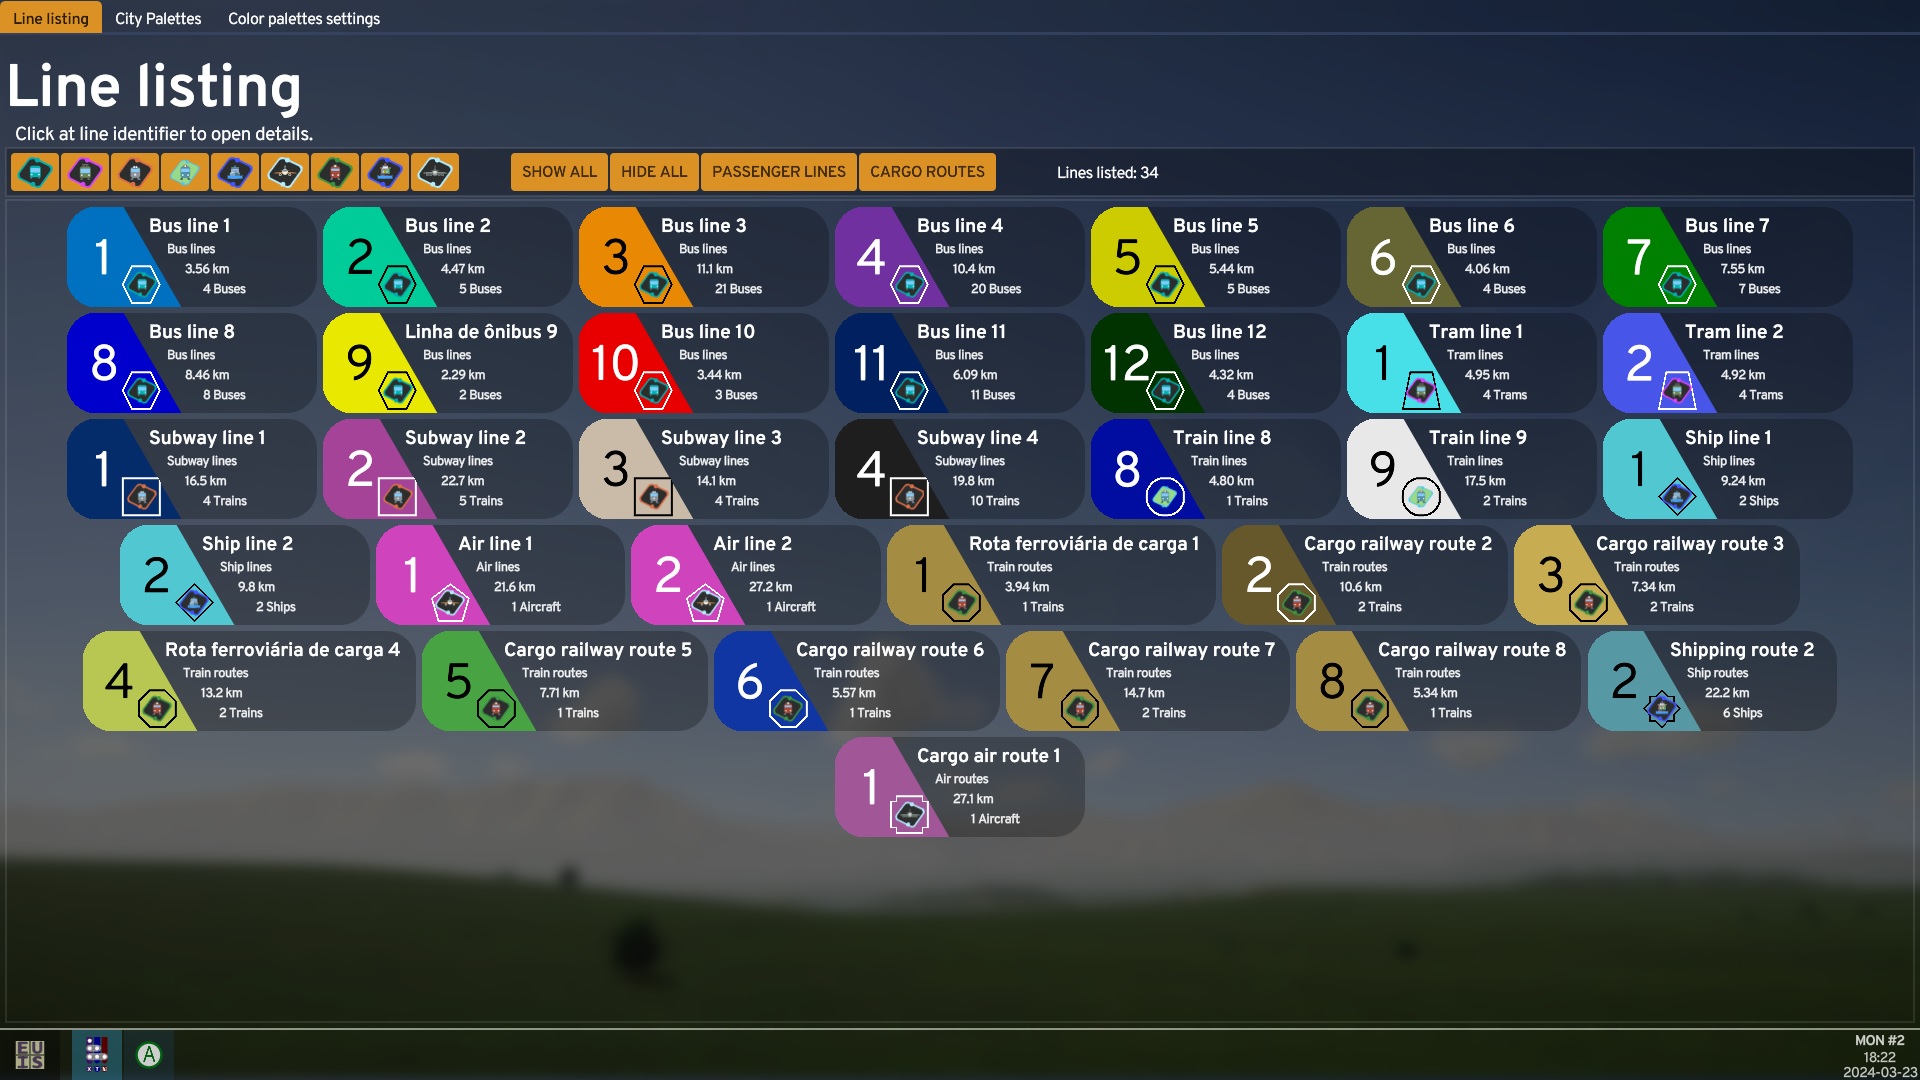 Line listing
City Palettes
Color palettes settings
Line listing
Click at line identifier to open details.
SHOW ALL
HIDE ALL
PASSENGER LINES
CARGO ROUTES
Lines listed: 34
1
Bus line 1
Bus lines
3.56 km
4 Buses
2
Bus line 2
Bus lines
4.47 km
5 Buses
3
Bus line 3
Bus lines
11.1 km
21 Buses
4
Bus line 4
Bus lines
10.4 km
20 Buses
5
Bus line 5
Bus lines
5.44 km
5 Buses
6
Bus line 6
Bus lines
4.06 km
4 Buses
7
Bus line 7
Bus lines
7.55 km
7 Buses
8
Bus line 8
Bus lines
8.46 km
8 Buses
9
Linha de ônibus 9
Bus lines
2.29 km
2 Buses
10
Bus line 10
Bus lines
3.44 km
3 Buses
11
Bus line 11
Bus lines
6.09 km
11 Buses
12
Bus line 12
Bus lines
4.32 km
4 Buses
1
Tram line 1
Tram lines
4.95 km
4 Trams
2
Tram line 2
Tram lines
4.92 km
4 Trams
1
Subway line 1
Subway lines
16.5 km
4 Trains
2
Subway line 2
Subway lines
22.7 km
5 Trains
3
Subway line 3
Subway lines
14.1 km
4 Trains
4
Subway line 4
Subway lines
19.8 km
10 Trains
8
Train line 8
Train lines
4.80 km
1 Trains
9
Train line 9
Train lines
17.5 km
2 Trains
1
Ship line 1
Ship lines
9.24 km
2 Ships
2
Ship line 2
Ship lines
9.8 km
2 Ships
1
Air line 1
Air lines
21.6 km
1 Aircraft
2
Air line 2
Air lines
27.2 km
1 Aircraft
1
Rota ferroviária de carga 1
Train routes
3.94 km
1 Trains
2
Cargo railway route 2
Train routes
10.6 km
2 Trains
3
Cargo railway route 3
Train routes
7.34 km
2 Trains
4
Rota ferroviária de carga 4
Train routes
13.2 km
2 Trains
5
Cargo railway route 5
Train routes
7.71 km
1 Trains
6
Cargo railway route 6
Train routes
5.57 km
1 Trains
7
Cargo railway route 7
Train routes
14.7 km
2 Trains
8
Cargo railway route 8
Train routes
5.34 km
1 Trains
2
Shipping route 2
Ship routes
22.2 km
6 Ships
1
Cargo air route 1
Air routes
27.1 km
1 Aircraft
EU
IS
XTM
A
MON #2
18:22
2024-03-23